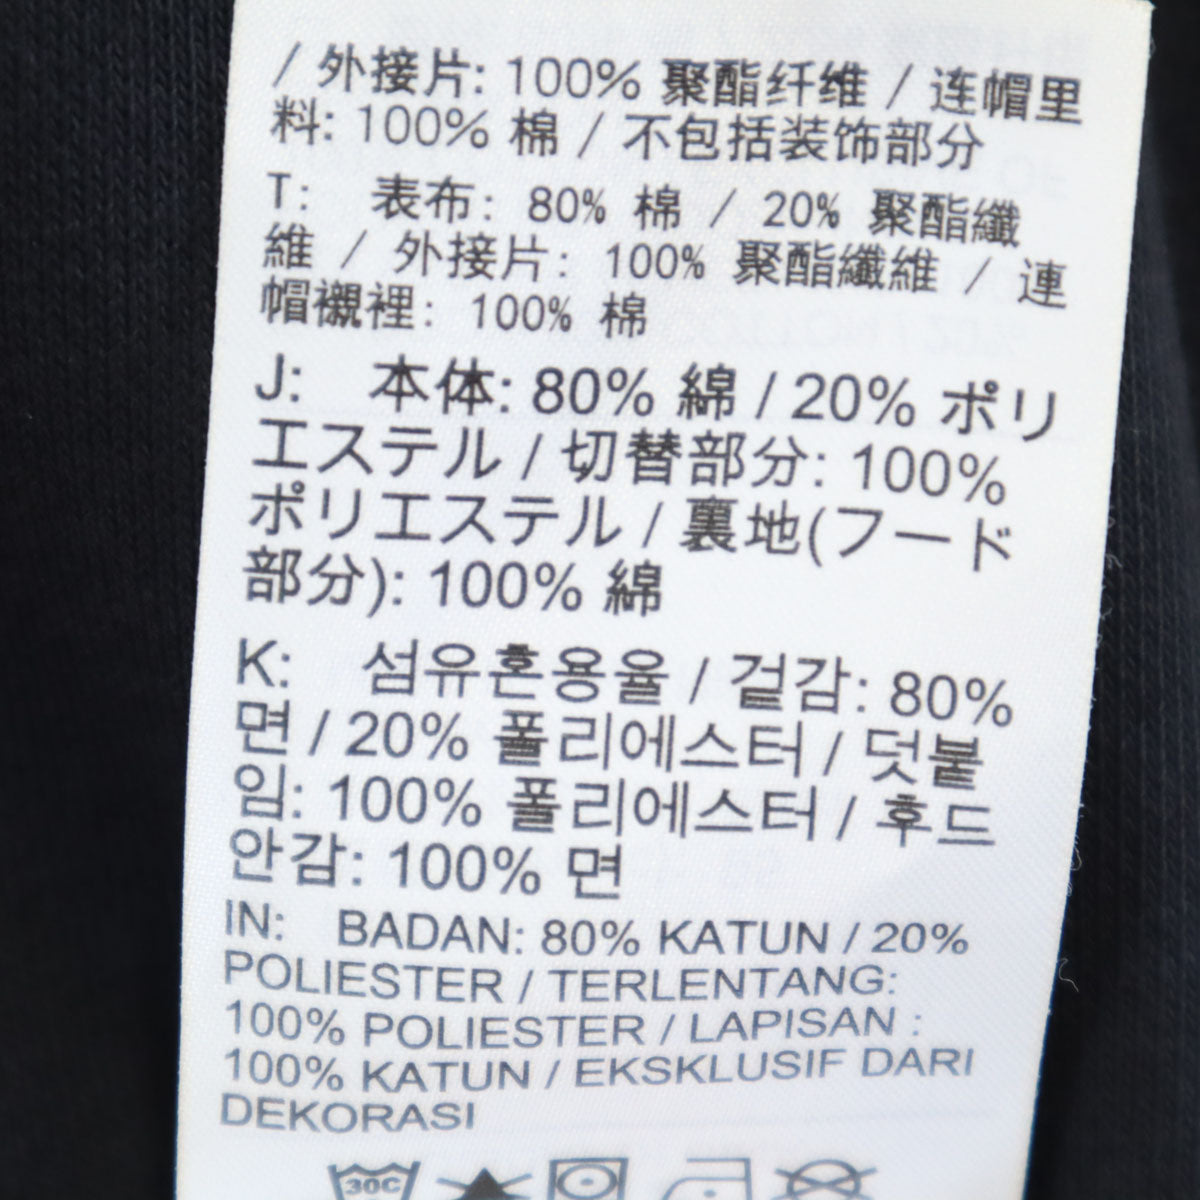 / 外接片: 100% 聚酯纤维 / 连帽里
料: 100% 棉 / 不包括装饰部分
T: 表布: 80% 棉 / 20% 聚酯纖
維 / 外接片: 100% 聚酯纖維 / 連
帽襯裡: 100% 棉
J: 本体: 80% 綿 / 20% ポリ
エステル / 切替部分: 100%
ポリエステル / 裏地(フード
部分): 100% 綿
K: 섬유혼용율 / 겉감: 80%
면 / 20% 폴리에스터 / 덧붙
임: 100% 폴리에스터 / 후드
안감: 100% 면
IN: BADAN: 80% KATUN / 20%
POLIESTER / TERLENTANG:
100% POLIESTER / LAPISAN :
100% KATUN / EKSKLUSIF DARI
DEKORASI
30C